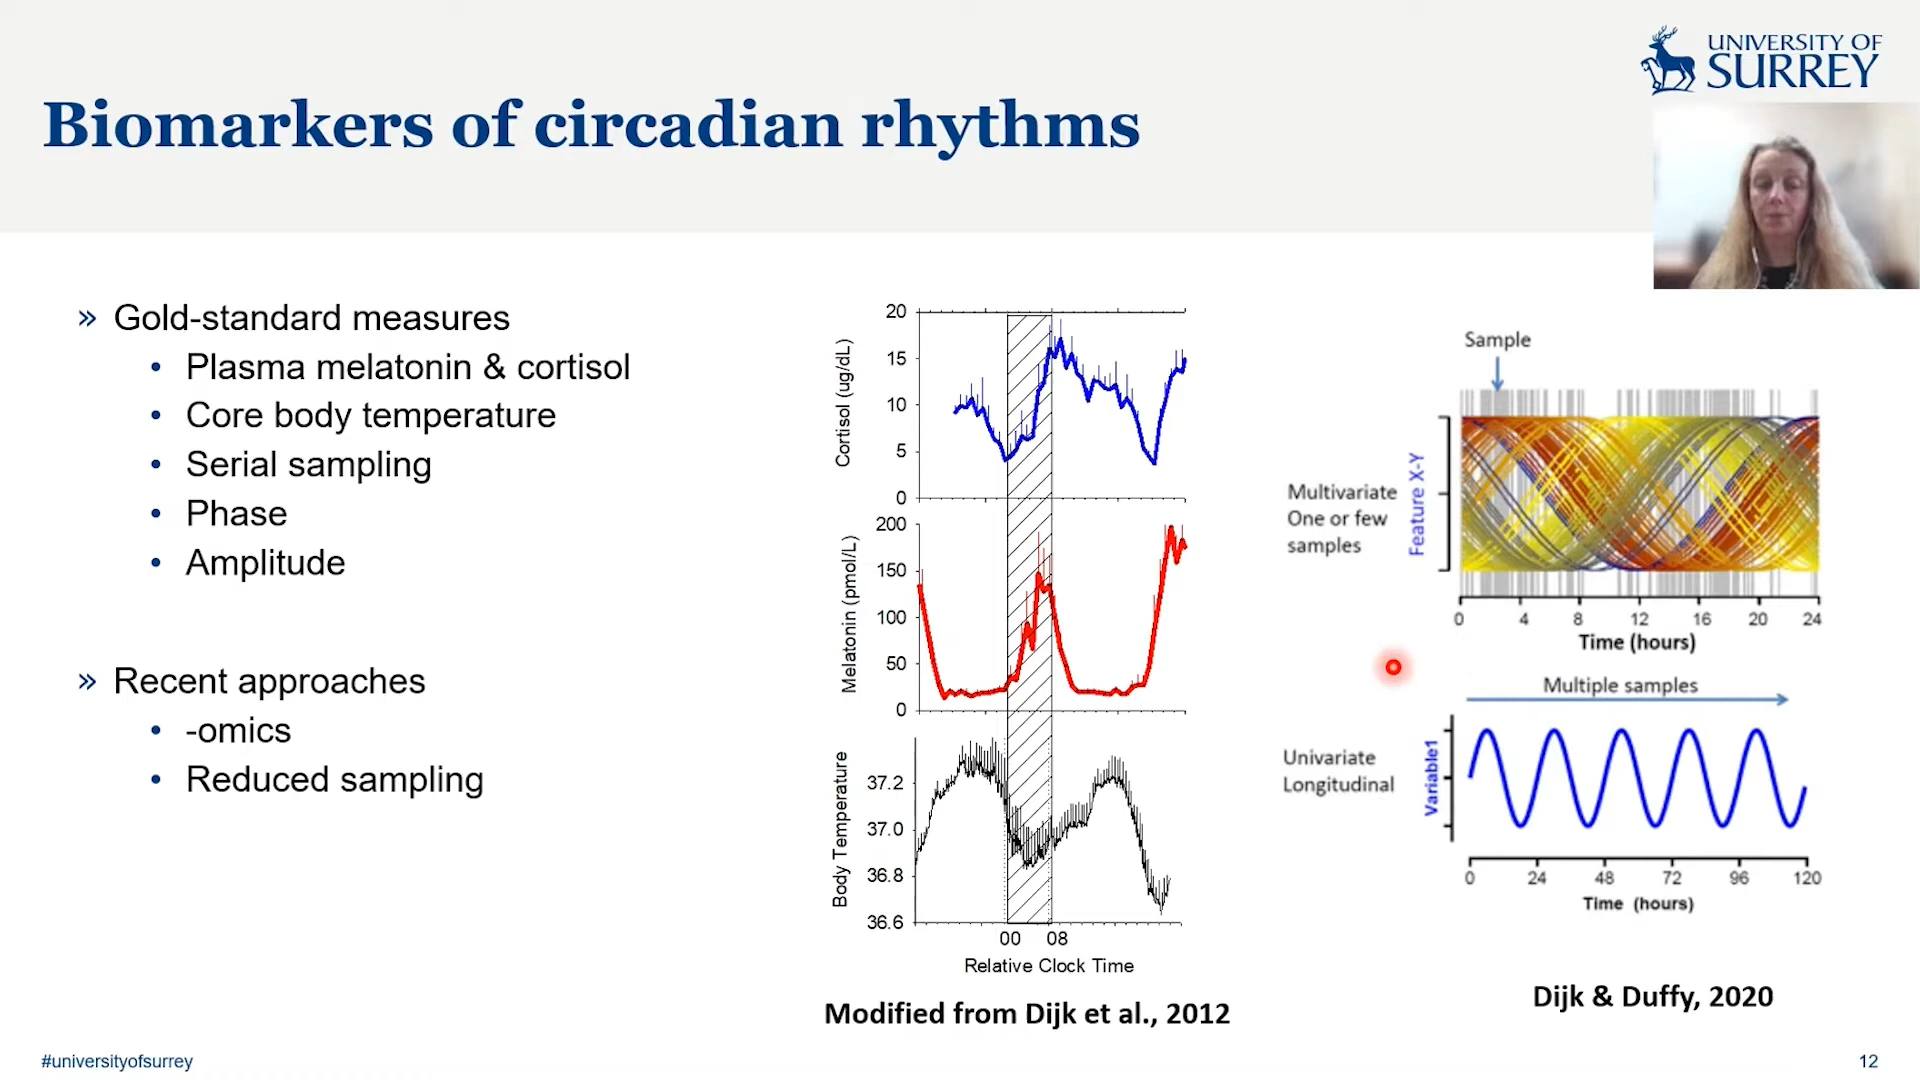 UNIVERSITY OF
SURREY
Biomarkers of circadian rhythms
» Gold-standard measures
• Plasma melatonin & cortisol
• Core body temperature
• Serial sampling
• Phase
• Amplitude
» Recent approaches
• -omics
• Reduced sampling
Cortisol (ug/dL)
20
15
10
5
0
Melatonin (pmol/L)
200
150
100
50
0
Body Temperature
37.2
37.0
36.8
36.6
00 08
Relative Clock Time
Modified from Dijk et al., 2012
Sample
Multivariate
One or few
samples
Feature X-Y
0 4 8 12 16 20 24
Time (hours)
Multiple samples
Univariate
Longitudinal
Variable1
0 24 48 72 96 120
Time (hours)
Dijk & Duffy, 2020
#universityofsurrey
12